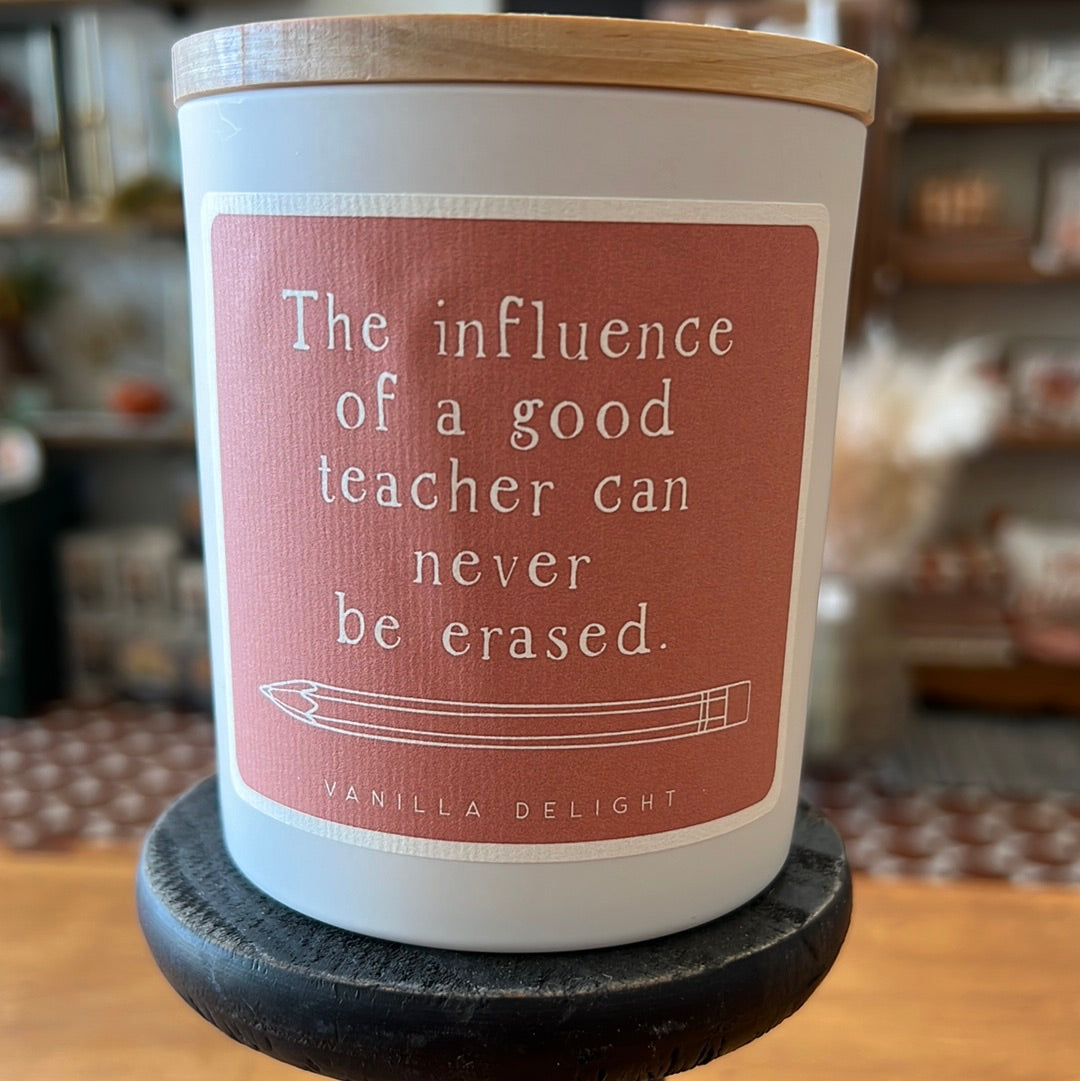 The influence
of a good
teacher can
never
be erased.
VANILLA DELIGHT